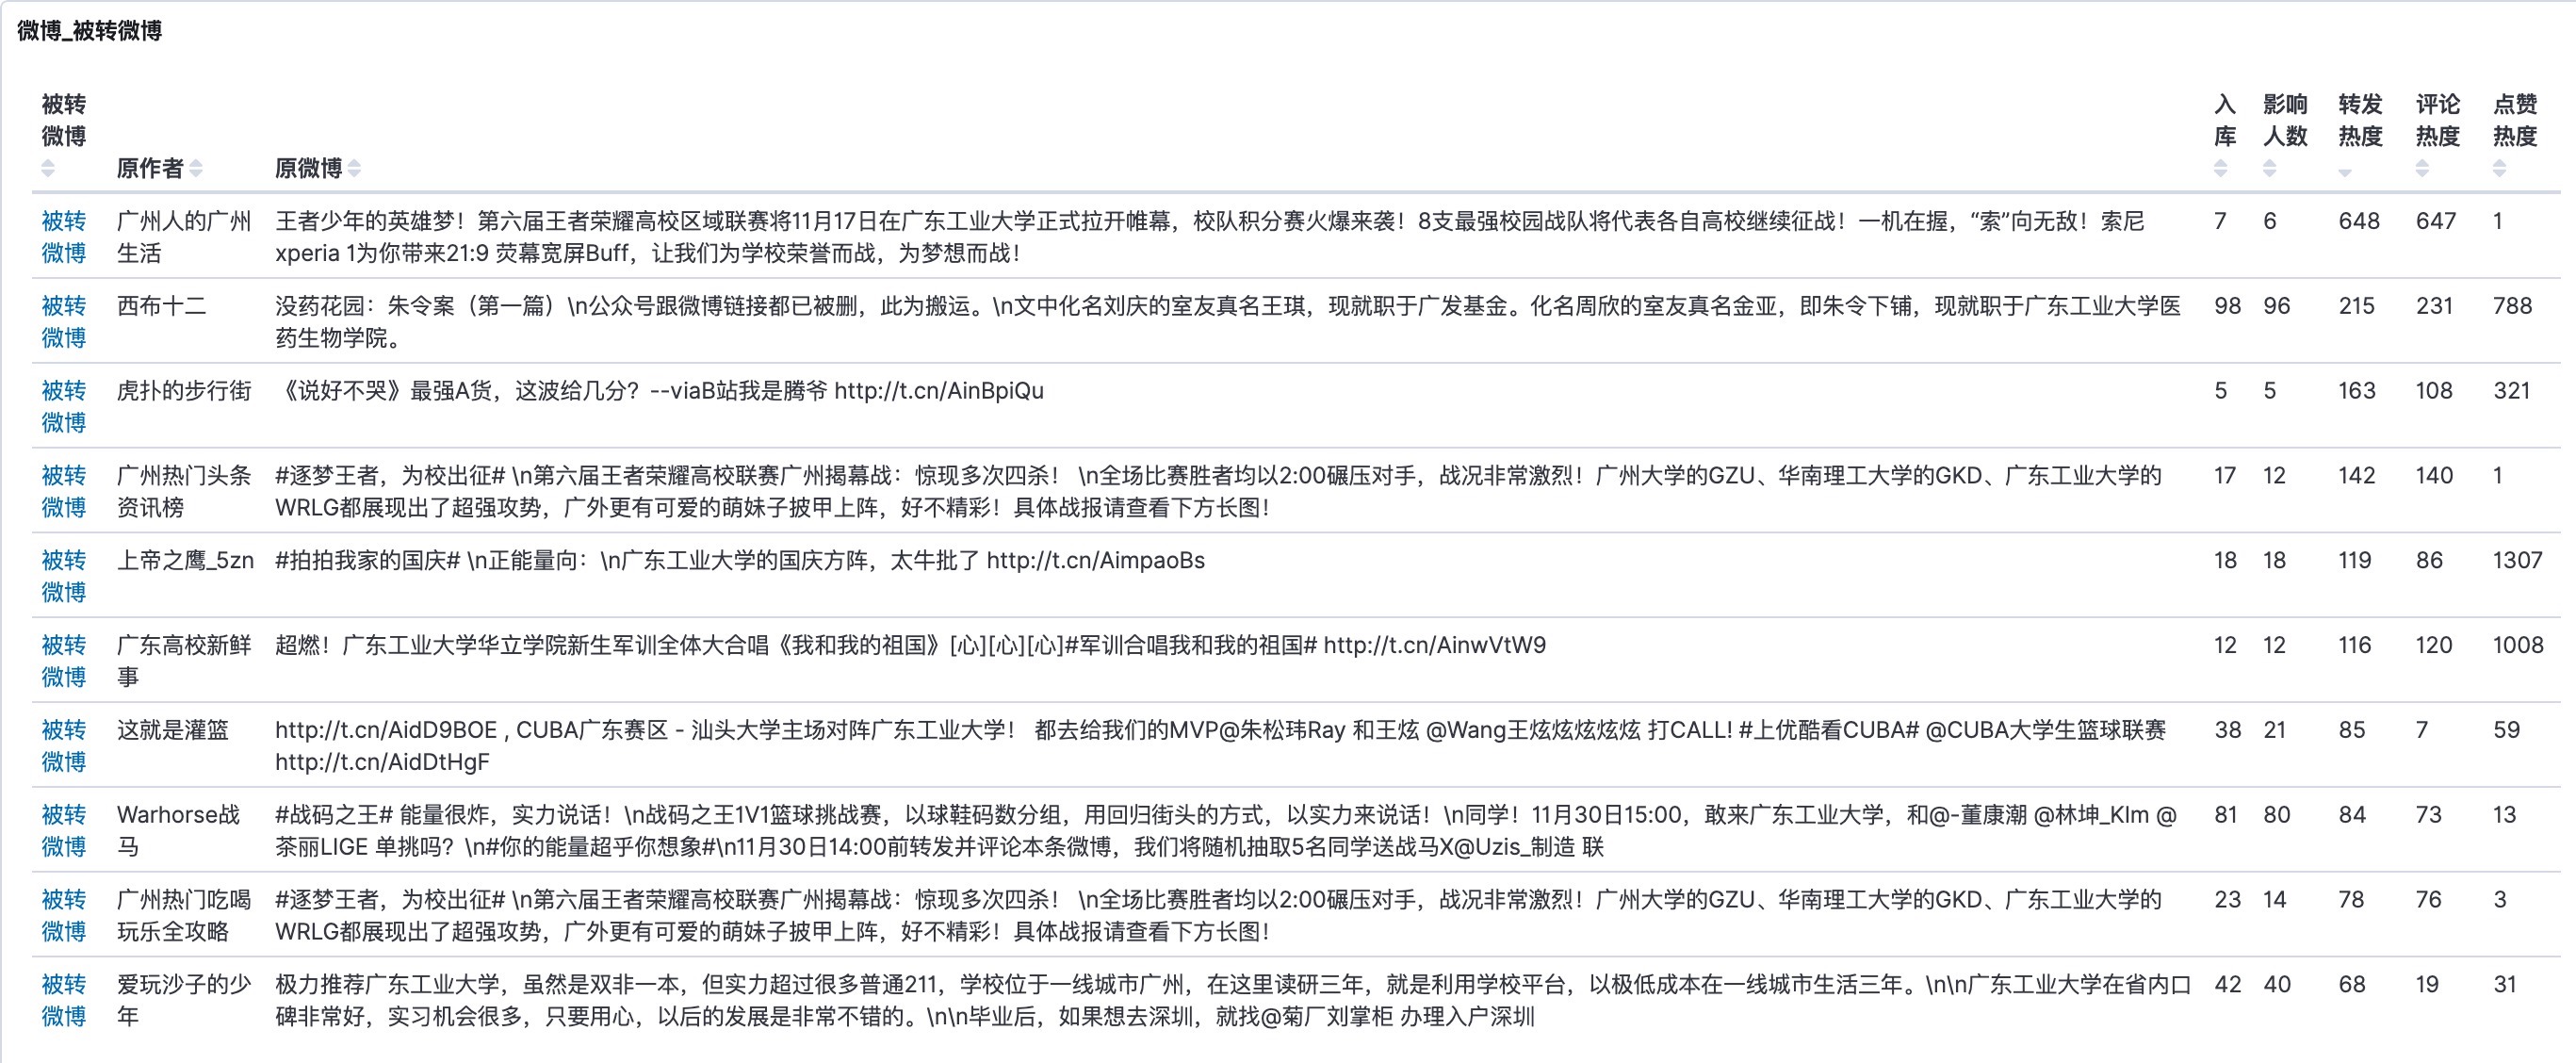 微博_被转微博
被转 入 影响 转发 评论 点赞
微博 库 人数 热度 热度 热度
原作者 原微博
被转 广州人的广州 王者少年的英雄梦！第六届王者荣耀高校区域联赛将11月17日在广东工业大学正式拉开帷幕，校队积分赛火爆来袭！8支最强校园战队将代表各自高校继续征战！一机在握，“索”向无敌！索尼 7 6 648 647 1
微博 生活 xperia 1为你带来21:9 荧幕宽屏Buff，让我们为学校荣誉而战，为梦想而战！
被转 西布十二 没药花园：朱令案（第一篇）\n公众号跟微博链接都已被删，此为搬运。\n文中化名刘庆的室友真名王琪，现就职于广发基金。化名周欣的室友真名金亚，即朱令下铺，现就职于广东工业大学医 98 96 215 231 788
微博 药生物学院。
被转 虎扑的步行街 《说好不哭》最强A货，这波给几分？--viaB站我是腾爷 http://t.cn/AinBpiQu 5 5 163 108 321
微博
被转 广州热门头条 #逐梦王者，为校出征# \n第六届王者荣耀高校联赛广州揭幕战：惊现多次四杀！ \n全场比赛胜者均以2:00碾压对手，战况非常激烈！广州大学的GZU、华南理工大学的GKD、广东工业大学的 17 12 142 140 1
微博 资讯榜 WRLG都展现出了超强攻势，广外更有可爱的萌妹子披甲上阵，好不精彩！具体战报请查看下方长图！
被转 上帝之鹰_5zn #拍拍我家的国庆# \n正能量向：\n广东工业大学的国庆方阵，太牛批了 http://t.cn/AimpaoBs 18 18 119 86 1307
微博
被转 广东高校新鲜 超燃！广东工业大学华立学院新生军训全体大合唱《我和我的祖国》[心][心][心]#军训合唱我和我的祖国# http://t.cn/AinwVtW9 12 12 116 120 1008
微博 事
被转 这就是灌篮 http://t.cn/AidD9BOE , CUBA广东赛区 - 汕头大学主场对阵广东工业大学！ 都去给我们的MVP@朱松玮Ray 和王炫 @Wang王炫炫炫炫炫 打CALL! #上优酷看CUBA# @CUBA大学生篮球联赛 38 21 85 7 59
微博 http://t.cn/AidDtHgF
被转 Warhorse战 #战码之王# 能量很炸，实力说话！\n战码之王1V1篮球挑战赛，以球鞋码数分组，用回归街头的方式，以实力来说话！\n同学！11月30日15:00，敢来广东工业大学，和@-董康潮 @林坤_Klm @ 81 80 84 73 13
微博 马 茶丽LIGE 单挑吗？\n#你的能量超乎你想象#\n11月30日14:00前转发并评论本条微博，我们将随机抽取5名同学送战马X@Uzis_制造 联
被转 广州热门吃喝 #逐梦王者，为校出征# \n第六届王者荣耀高校联赛广州揭幕战：惊现多次四杀！ \n全场比赛胜者均以2:00碾压对手，战况非常激烈！广州大学的GZU、华南理工大学的GKD、广东工业大学的 23 14 78 76 3
微博 玩乐全攻略 WRLG都展现出了超强攻势，广外更有可爱的萌妹子披甲上阵，好不精彩！具体战报请查看下方长图！
被转 爱玩沙子的少 极力推荐广东工业大学，虽然是双非一本，但实力超过很多普通211，学校位于一线城市广州，在这里读研三年，就是利用学校平台，以极低成本在一线城市生活三年。\n\n广东工业大学在省内口 42 40 68 19 31
微博 年 碑非常好，实习机会很多，只要用心，以后的发展是非常不错的。\n\n毕业后，如果想去深圳，就找@菊厂刘掌柜 办理入户深圳